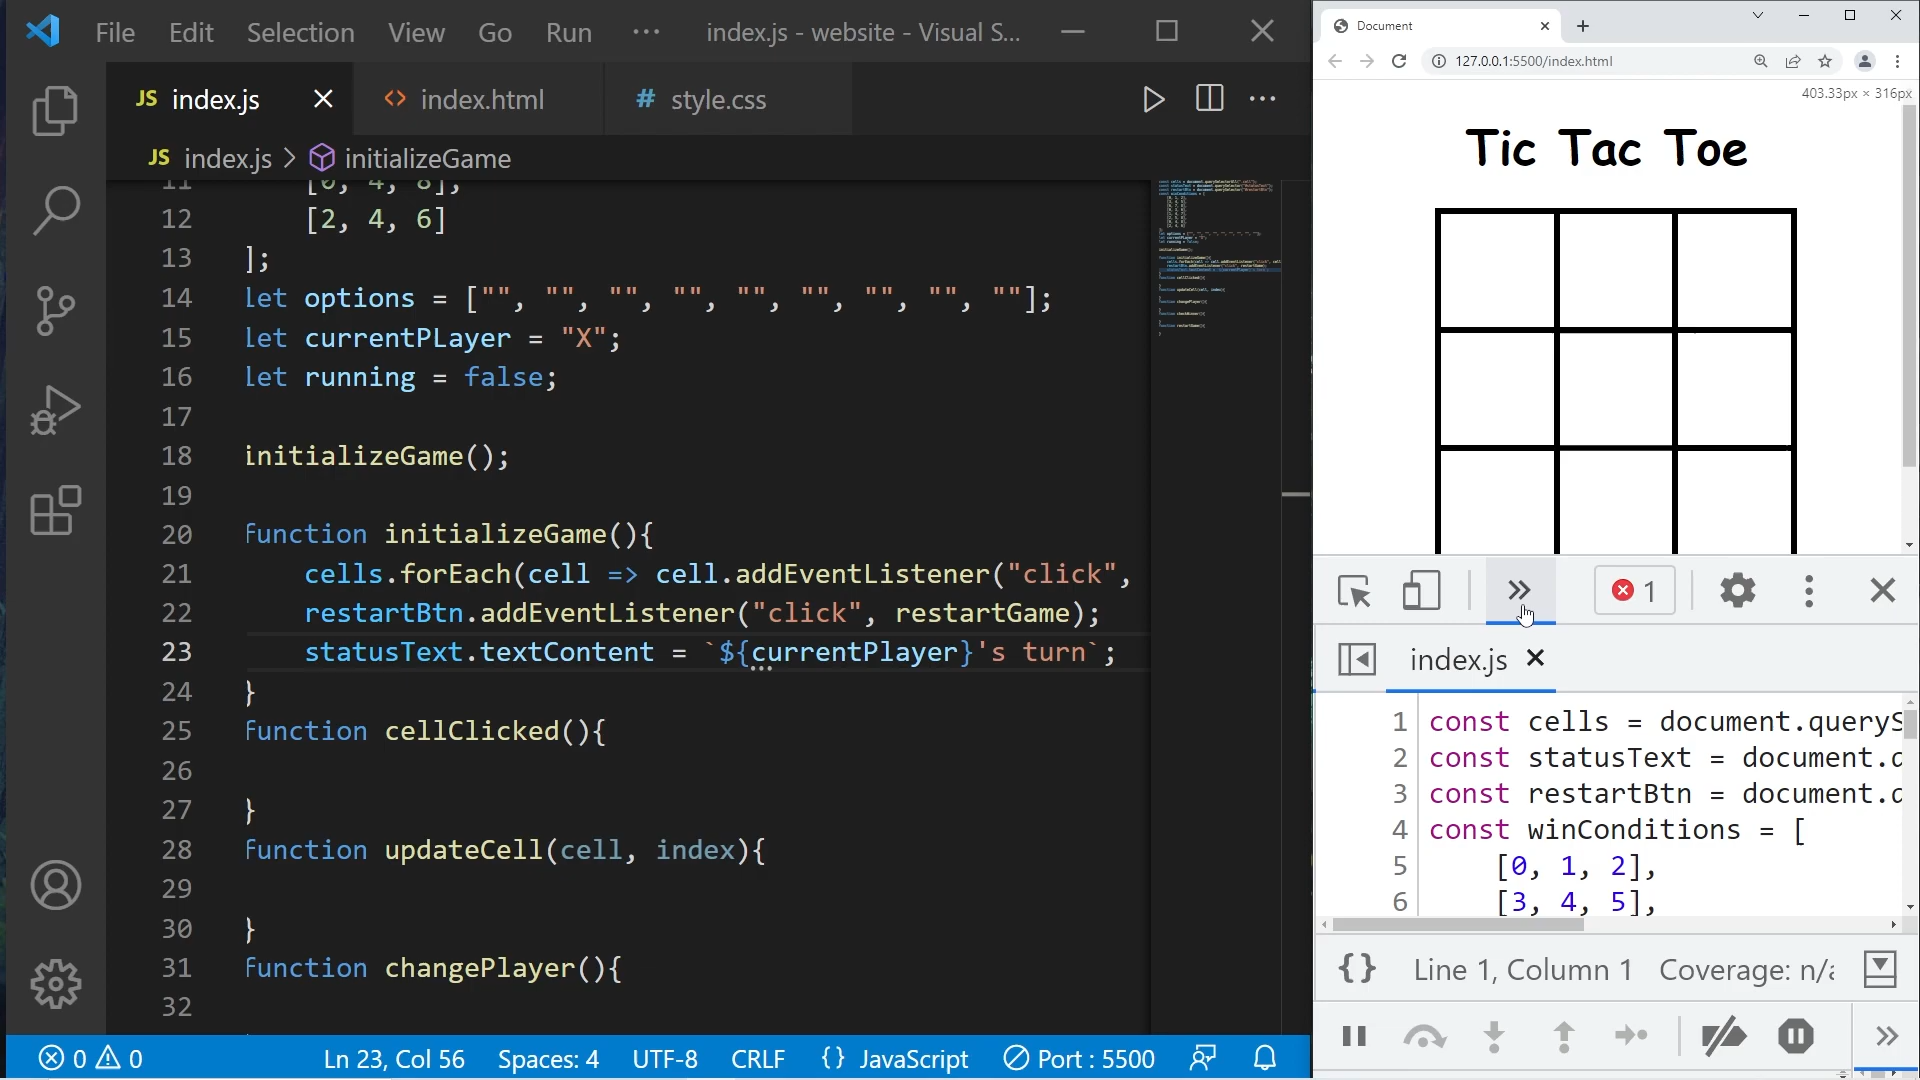 File Edit Selection View Go Run ··· index.js - website - Visual S...
JS index.js
<> index.html
# style.css
JS index.js > initializeGame
11 [0, 4, 8],
12 [2, 4, 6]
13 ];
14 let options = ["", "", "", "", "", "", "", "", ""];
15 let currentPLayer = "X";
16 let running = false;
17
18 initializeGame();
19
20 function initializeGame(){
21 cells.forEach(cell => cell.addEventListener("click",
22 restartBtn.addEventListener("click", restartGame);
23 statusText.textContent = `${currentPlayer}'s turn`;
24 }
25 function cellClicked(){
26
27 }
28 function updateCell(cell, index){
29
30 }
31 function changePlayer(){
32
0 0 Ln 23, Col 56 Spaces: 4 UTF-8 CRLF {} JavaScript Port : 5500
Document
127.0.0.1:5500/index.html
403.33px × 316px
Tic Tac Toe
1
index.js
1 const cells = document.queryS
2 const statusText = document.q
3 const restartBtn = document.q
4 const winConditions = [
5 [0, 1, 2],
6 [3, 4, 5],
{} Line 1, Column 1 Coverage: n/a